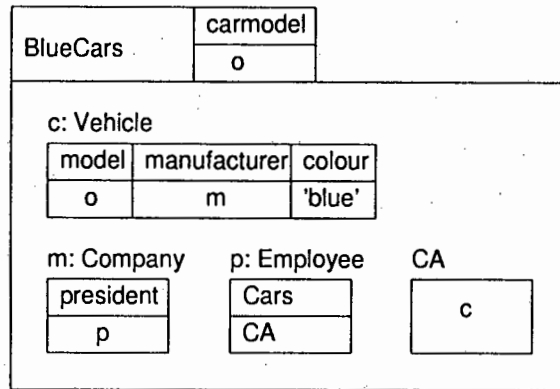 carmodel
BlueCars
o
c: Vehicle
model manufacturer colour
o m 'blue'
m: Company p: Employee CA
president Cars c
p CA